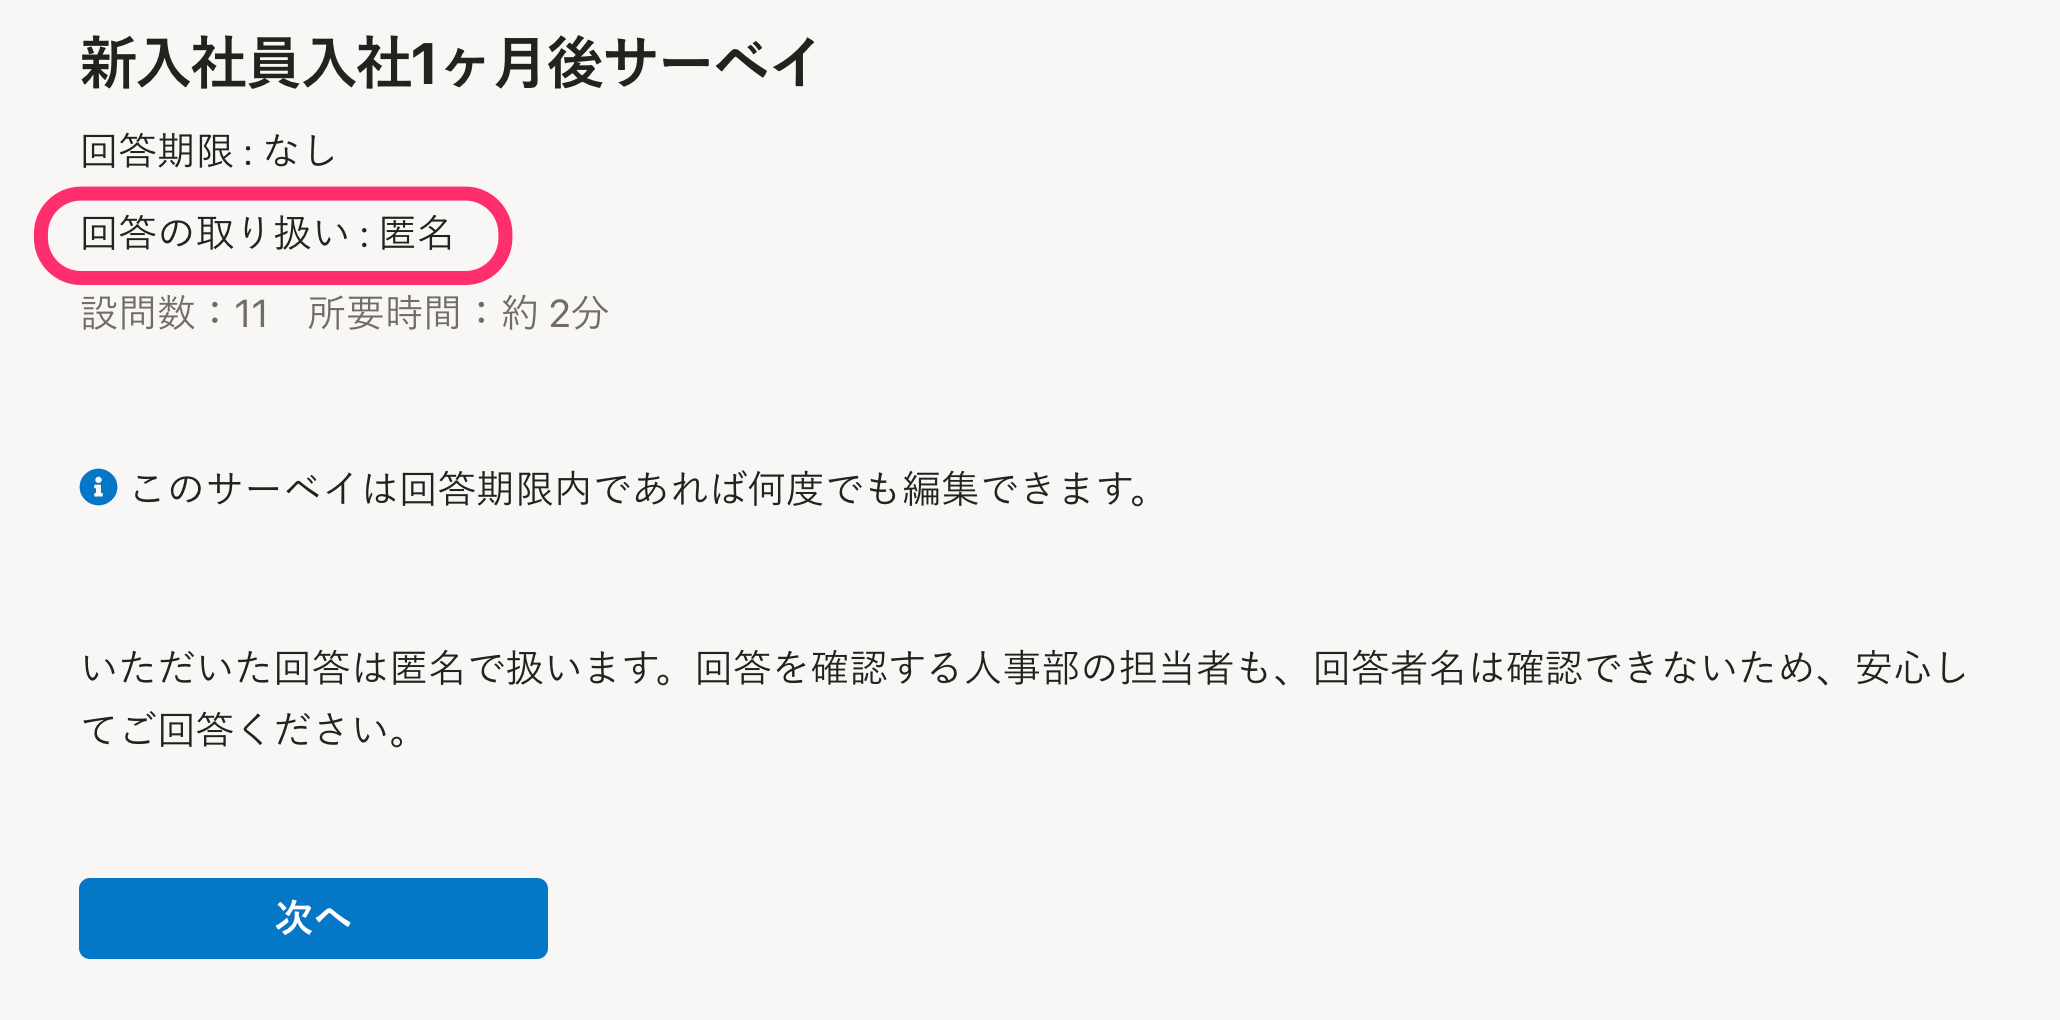 新入社員入社1ヶ月後サーベイ
回答期限 : なし
回答の取り扱い : 匿名
設問数：11　所要時間：約 2分
このサーベイは回答期限内であれば何度でも編集できます。
いただいた回答は匿名で扱います。回答を確認する人事部の担当者も、回答者名は確認できないため、安心し
てご回答ください。
次へ